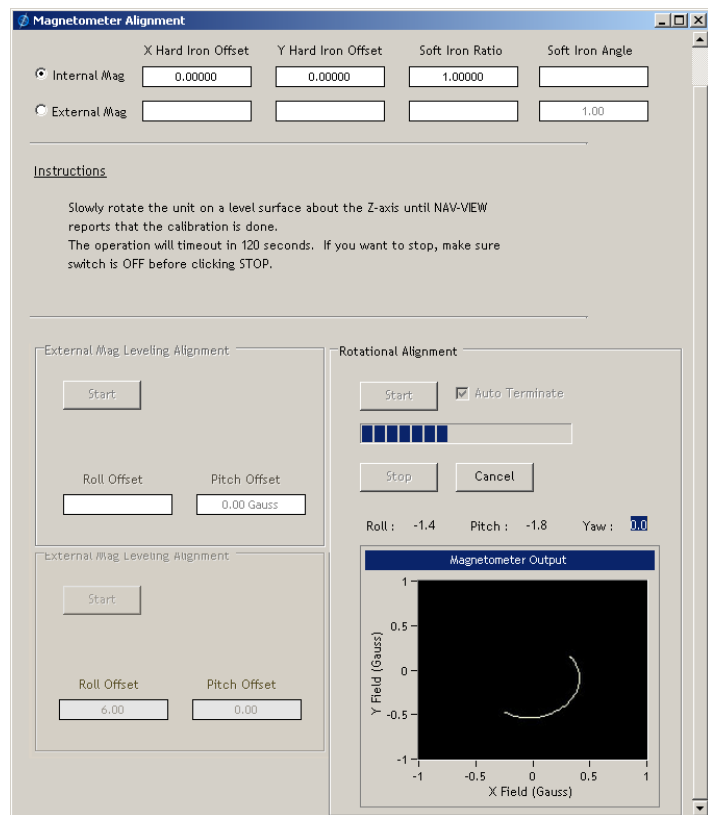 Magnetometer Alignment
X Hard Iron Offset Y Hard Iron Offset Soft Iron Ratio Soft Iron Angle
Internal Mag 0.00000 0.00000 1.00000
External Mag 1.00
Instructions
Slowly rotate the unit on a level surface about the Z-axis until NAV-VIEW
reports that the calibration is done.
The operation will timeout in 120 seconds. If you want to stop, make sure
switch is OFF before clicking STOP.
External Mag Leveling Alignment
Start
Roll Offset Pitch Offset
0.00 Gauss
External Mag Leveling Alignment
Start
Roll Offset Pitch Offset
6.00 0.00
Rotational Alignment
Start Auto Terminate
Stop Cancel
Roll : -1.4 Pitch : -1.8 Yaw : 0.0
Magnetometer Output
Y Field (Gauss)
1
0.5
0
-0.5
-1
-1 -0.5 0 0.5 1
X Field (Gauss)